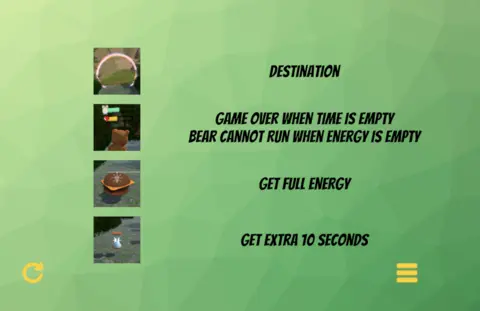 DESTINATION
GAME OVER WHEN TIME IS EMPTY
BEAR CANNOT RUN WHEN ENERGY IS EMPTY
GET FULL ENERGY
GET EXTRA 10 SECONDS